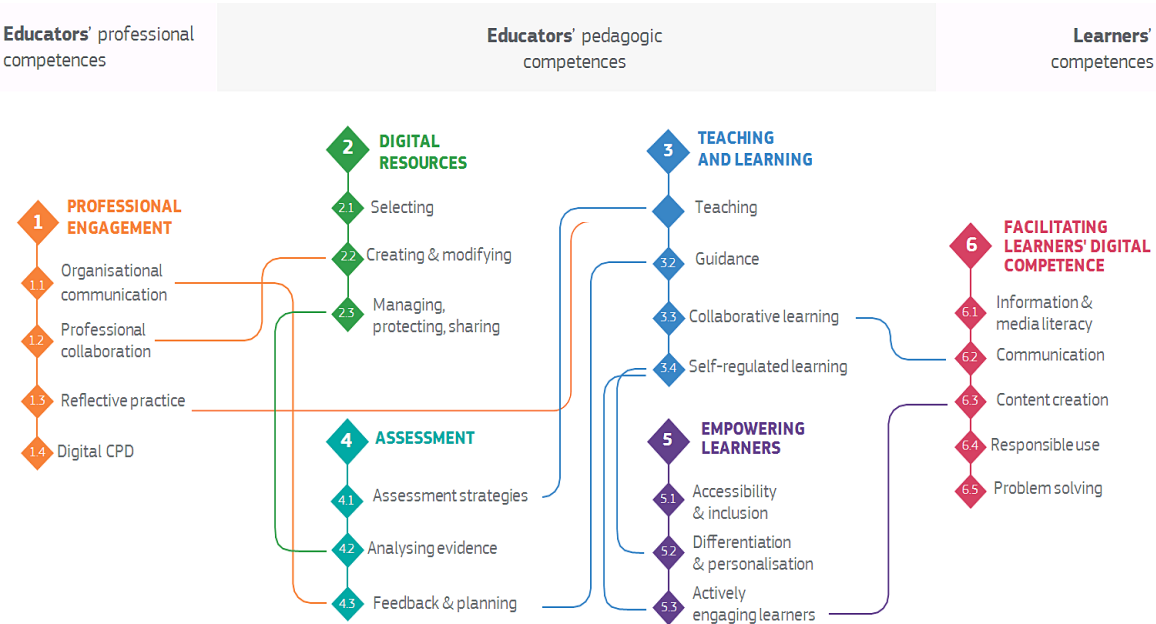 Educators' professional
competences
Educators' pedagogic
competences
Learners'
competences
1
PROFESSIONAL
ENGAGEMENT
1.1
Organisational
communication
1.2
Professional
collaboration
1.3
Reflective practice
1.4
Digital CPD
2
DIGITAL
RESOURCES
2.1
Selecting
2.2
Creating & modifying
2.3
Managing,
protecting, sharing
3
TEACHING
AND LEARNING
Teaching
3.2
Guidance
3.3
Collaborative learning
3.4
Self-regulated learning
4
ASSESSMENT
4.1
Assessment strategies
4.2
Analysing evidence
4.3
Feedback & planning
5
EMPOWERING
LEARNERS
5.1
Accessibility
& inclusion
5.2
Differentiation
& personalisation
5.3
Actively
engaging learners
6
FACILITATING
LEARNERS' DIGITAL
COMPETENCE
6.1
Information &
media literacy
6.2
Communication
6.3
Content creation
6.4
Responsible use
6.5
Problem solving